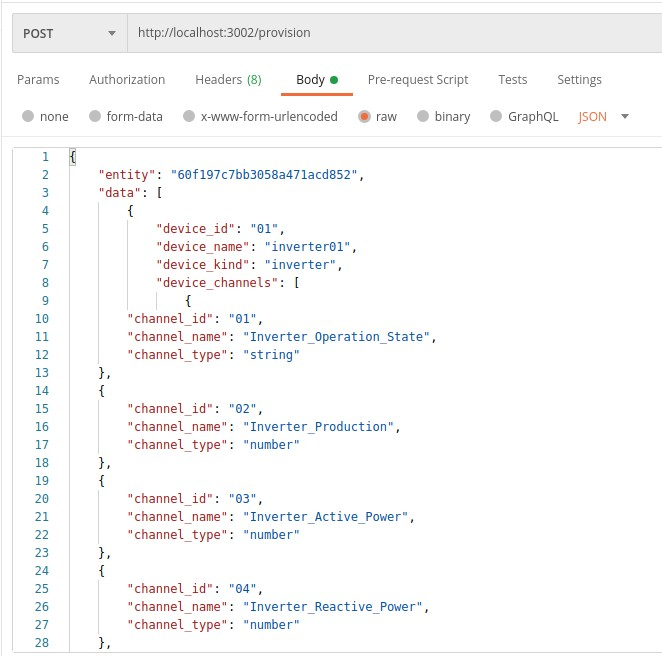 POST http://localhost:3002/provision
Params Authorization Headers (8) Body Pre-request Script Tests Settings
none form-data x-www-form-urlencoded raw binary GraphQL JSON
1 {
2 "entity": "60f197c7bb3058a471acd852",
3 "data": [
4 {
5 "device_id": "01",
6 "device_name": "inverter01",
7 "device_kind": "inverter",
8 "device_channels": [
9 {
10 "channel_id": "01",
11 "channel_name": "Inverter_Operation_State",
12 "channel_type": "string"
13 },
14 {
15 "channel_id": "02",
16 "channel_name": "Inverter_Production",
17 "channel_type": "number"
18 },
19 {
20 "channel_id": "03",
21 "channel_name": "Inverter_Active_Power",
22 "channel_type": "number"
23 },
24 {
25 "channel_id": "04",
26 "channel_name": "Inverter_Reactive_Power",
27 "channel_type": "number"
28 },